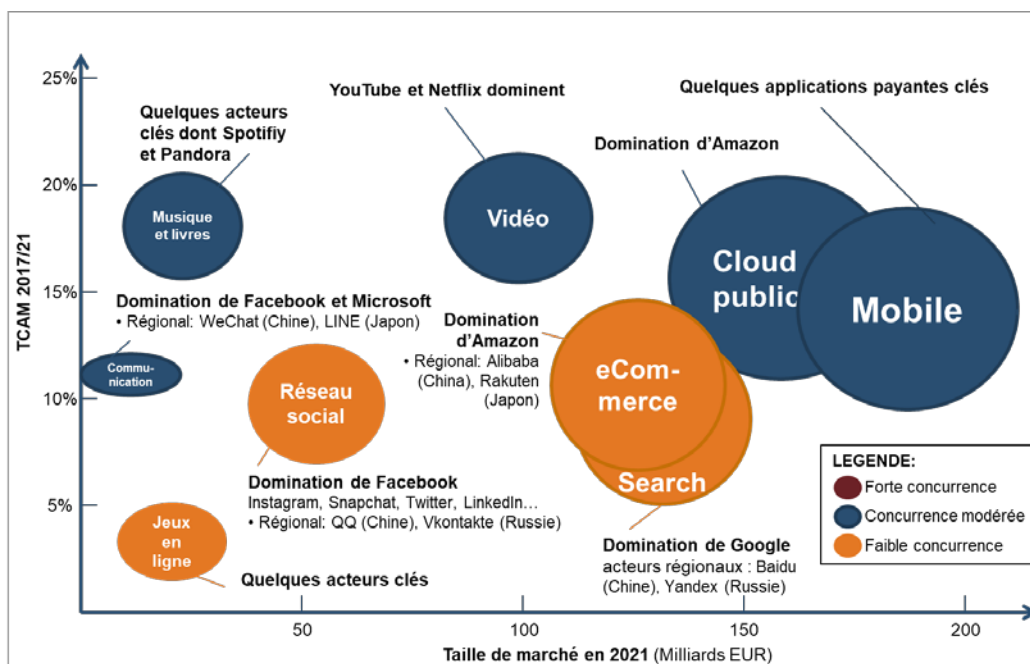 TCAM 2017/21
25%
20%
15%
10%
5%
Quelques acteurs
clés dont Spotifiy
et Pandora
YouTube et Netflix dominent
Quelques applications payantes clés
Domination d'Amazon
Musique
et livres
Vidéo
Cloud
public
Mobile
Domination de Facebook et Microsoft
• Régional: WeChat (Chine), LINE (Japon)
Commu-
nication
Réseau
social
Domination
d'Amazon
• Régional: Alibaba
(China), Rakuten
(Japon)
eCom-
merce
Search
Domination de Facebook
Instagram, Snapchat, Twitter, LinkedIn...
• Régional: QQ (Chine), Vkontakte (Russie)
Jeux
en
ligne
Quelques acteurs clés
Domination de Google
acteurs régionaux : Baidu
(Chine), Yandex (Russie)
LEGENDE:
Forte concurrence
Concurrence modérée
Faible concurrence
50
100
150
200
Taille de marché en 2021 (Milliards EUR)